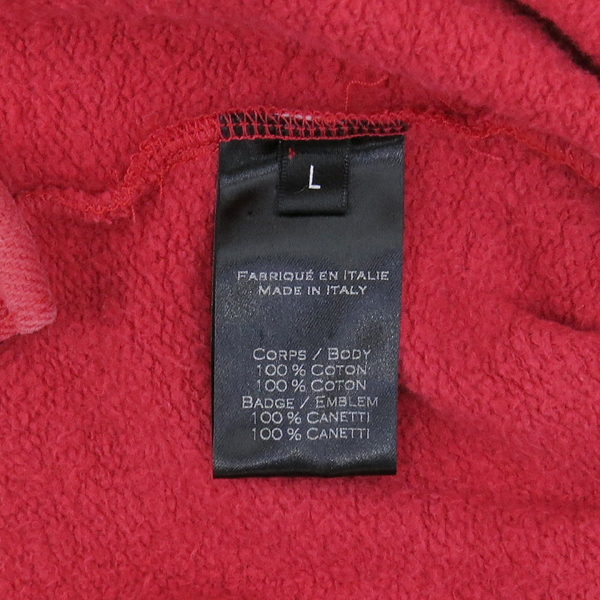 L
FABRIQUÉ EN ITALIE
MADE IN ITALY
CORPS / BODY
100 % COTON
100 % COTON
BADGE / EMBLEM
100 % CANETTI
100 % CANETTI